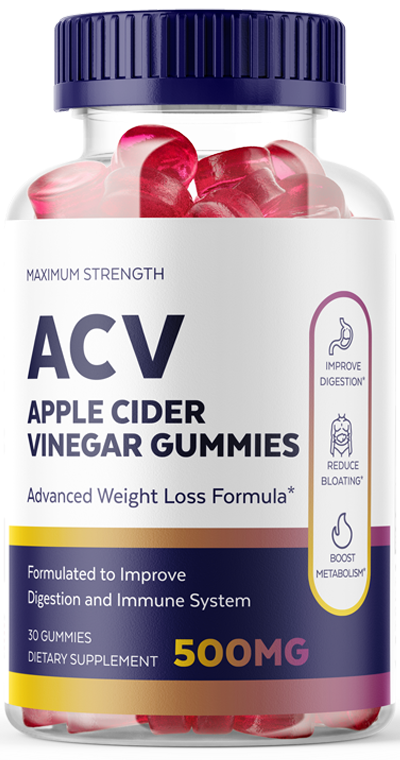 MAXIMUM STRENGTH
ACV
APPLE CIDER
VINEGAR GUMMIES
Advanced Weight Loss Formula*
IMPROVE
DIGESTION*
REDUCE
BLOATING*
BOOST
METABOLISM*
Formulated to Improve
Digestion and Immune System
30 GUMMIES
DIETARY SUPPLEMENT
500MG